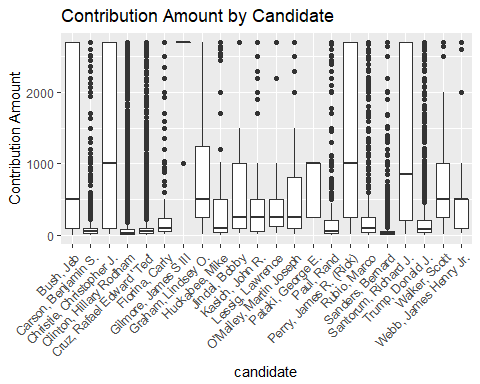 Contribution Amount by Candidate
Contribution Amount
2000
1000
0
Bush, Jeb
Carson, Benjamin S.
Christie, Christopher J.
Clinton, Hillary Rodham
Cruz, Rafael Edward 'Ted'
Fiorina, Carly
Gilmore, James S III
Graham, Lindsey O.
Huckabee, Mike
Jindal, Bobby
Kasich, John R.
Lessig, Lawrence
O'Malley, Martin Joseph
Pataki, George E.
Paul, Rand
Perry, James R. (Rick)
Rubio, Marco
Sanders, Bernard
Santorum, Richard J.
Trump, Donald J.
Walker, Scott
Webb, James Henry Jr.
candidate